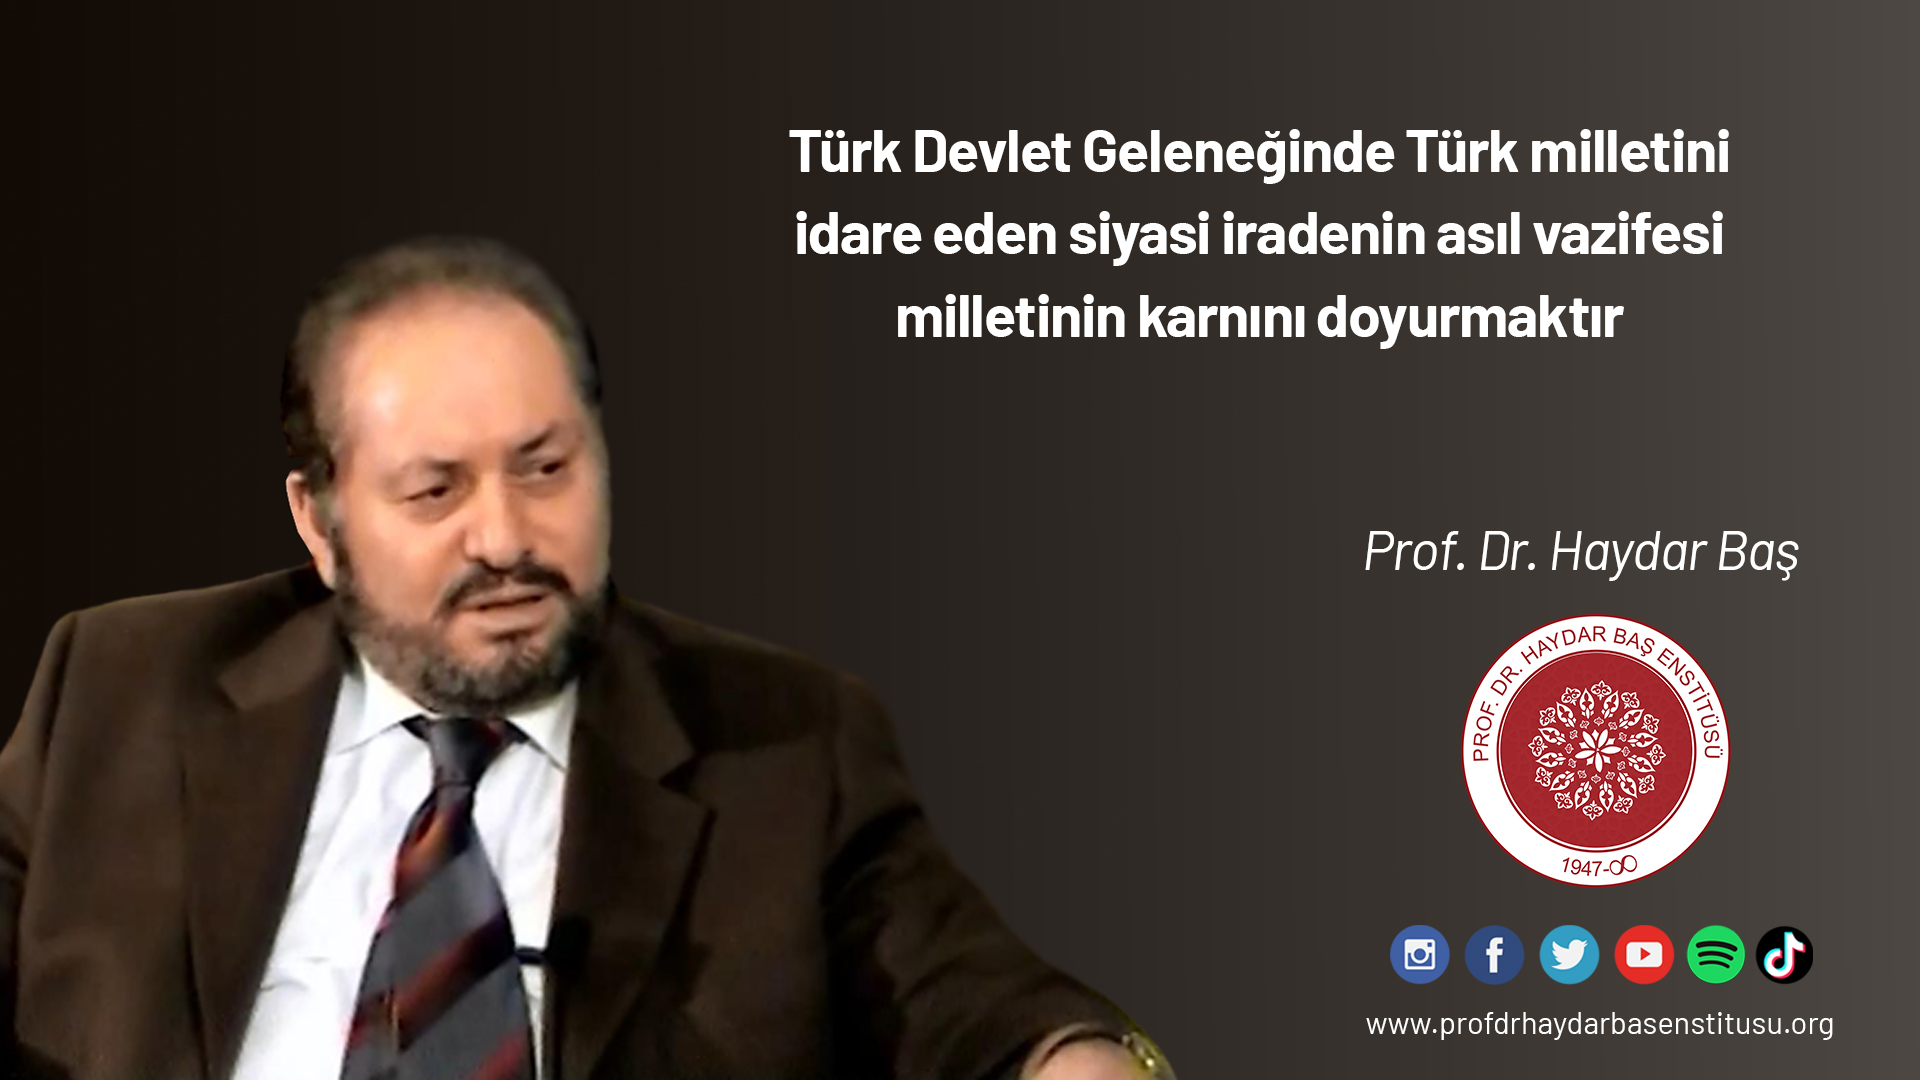 Türk Devlet Geleneğinde Türk milletini
idare eden siyasi iradenin asıl vazifesi
milletinin karnını doyurmaktır
Prof. Dr. Haydar Baş
PROF. DR. HAYDAR BAŞ ENSTİTÜSÜ
1947-∞
www.profdrhaydarbasenstitusu.org